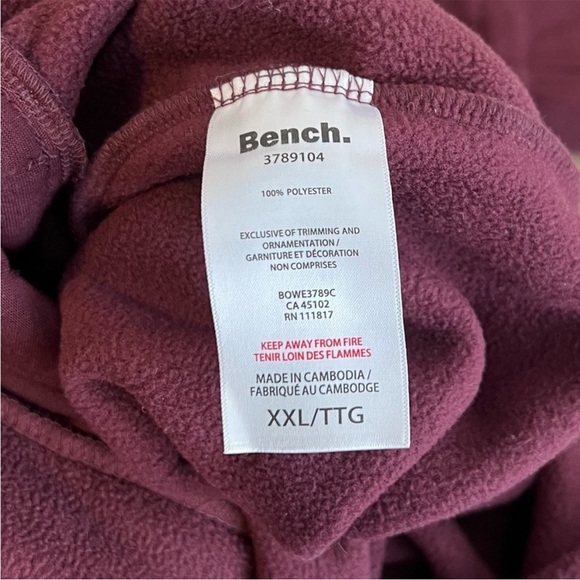 Bench.
3789104
100% POLYESTER
EXCLUSIVE OF TRIMMING AND
ORNAMENTATION /
GARNITURE ET DÉCORATION
NON COMPRISES
BOWE3789C
CA 45102
RN 111817
KEEP AWAY FROM FIRE
TENIR LOIN DES FLAMMES
MADE IN CAMBODIA /
FABRIQUÉ AU CAMBODGE
XXL/TTG